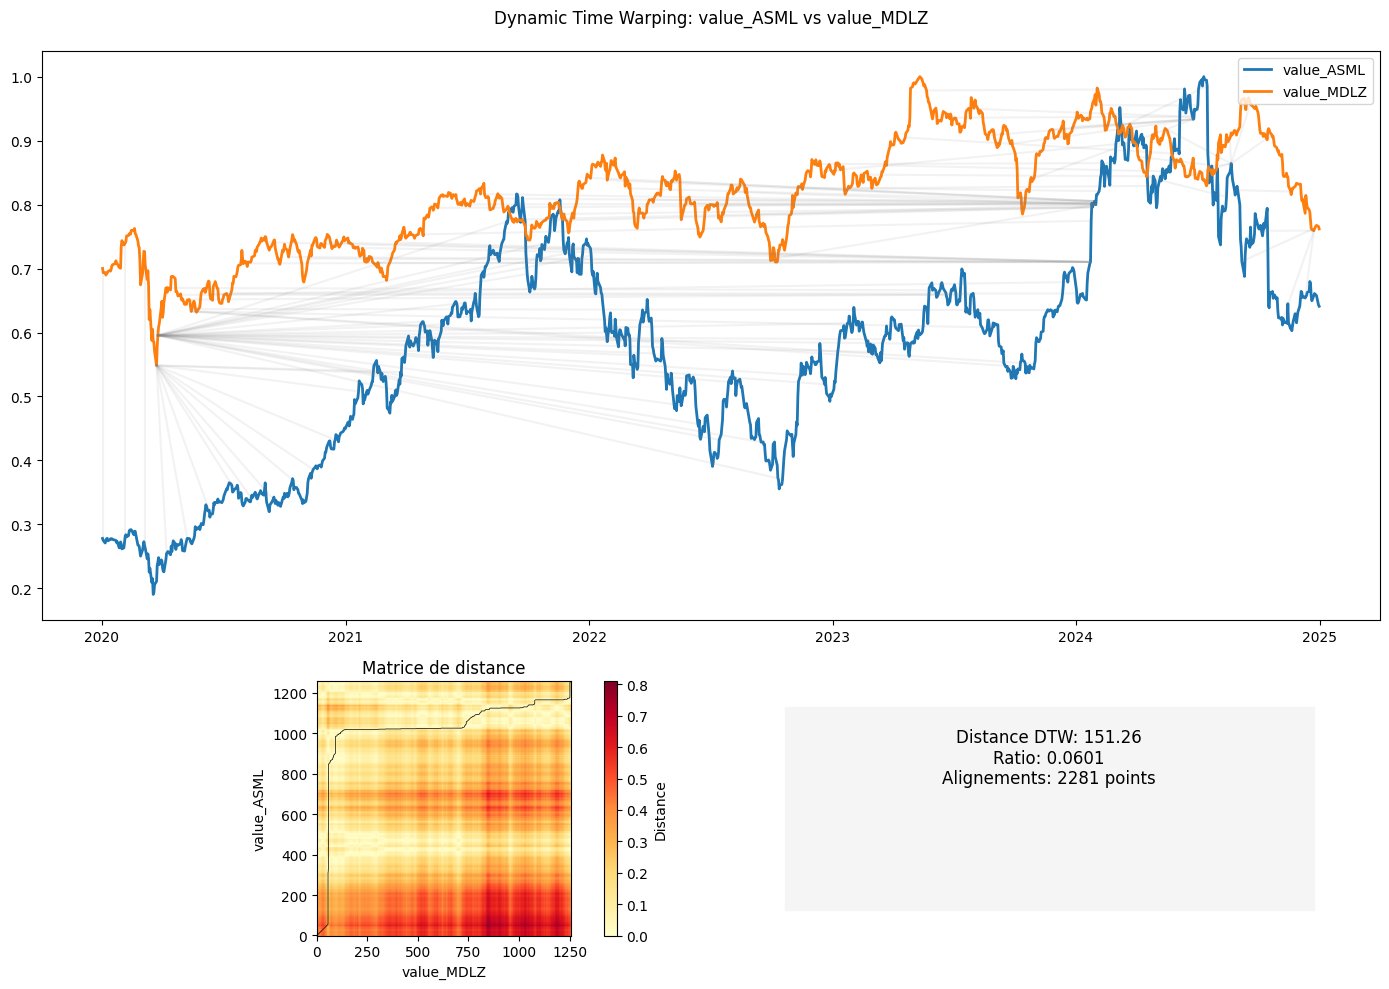 Dynamic Time Warping: value_ASML vs value_MDLZ
value_ASML
value_MDLZ
1.0
0.9
0.8
0.7
0.6
0.5
0.4
0.3
0.2
2020 2021 2022 2023 2024 2025
Matrice de distance
value_ASML
1200
1000
800
600
400
200
0
0 250 500 750 1000 1250
value_MDLZ
0.8
0.7
0.6
0.5
0.4
0.3
0.2
0.1
0.0
Distance
Distance DTW: 151.26
Ratio: 0.0601
Alignements: 2281 points